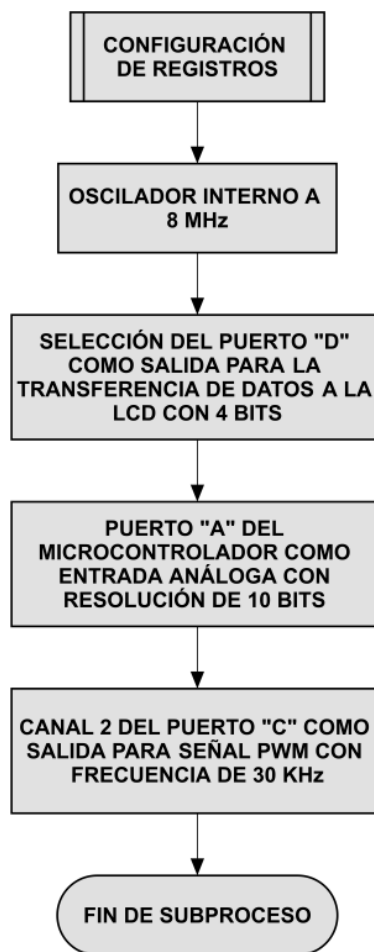 CONFIGURACIÓN
DE REGISTROS
OSCILADOR INTERNO A
8 MHz
SELECCIÓN DEL PUERTO "D"
COMO SALIDA PARA LA
TRANSFERENCIA DE DATOS A LA
LCD CON 4 BITS
PUERTO "A" DEL
MICROCONTROLADOR COMO
ENTRADA ANÁLOGA CON
RESOLUCIÓN DE 10 BITS
CANAL 2 DEL PUERTO "C" COMO
SALIDA PARA SEÑAL PWM CON
FRECUENCIA DE 30 KHz
FIN DE SUBPROCESO